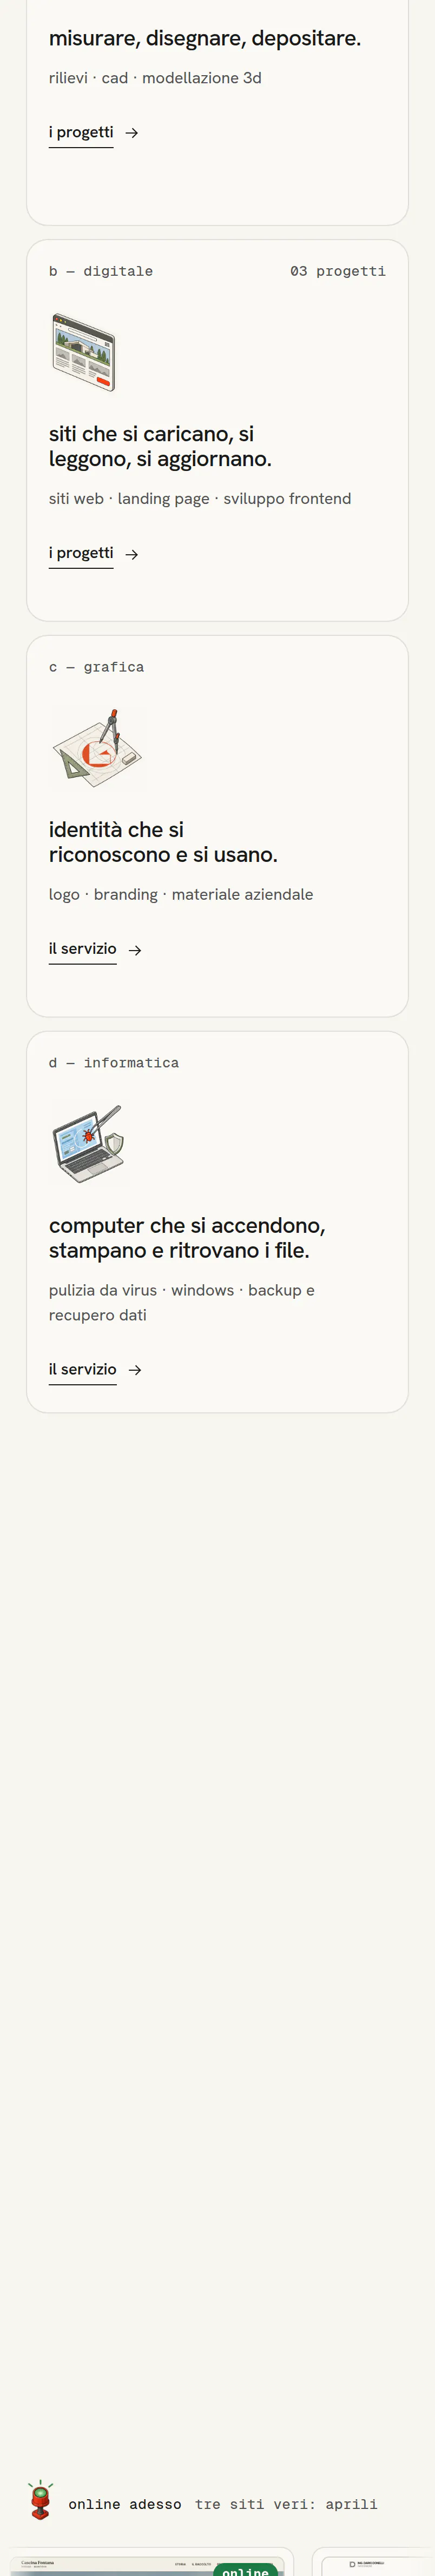 misurare, disegnare, depositare.
rilievi · cad · modellazione 3d
i progetti →
b — digitale
03 progetti
siti che si caricano, si
leggono, si aggiornano.
siti web · landing page · sviluppo frontend
i progetti →
c — grafica
identità che si
riconoscono e si usano.
logo · branding · materiale aziendale
il servizio →
d — informatica
computer che si accendono,
stampano e ritrovano i file.
pulizia da virus · windows · backup e
recupero dati
il servizio →
online adesso tre siti veri: aprili
online